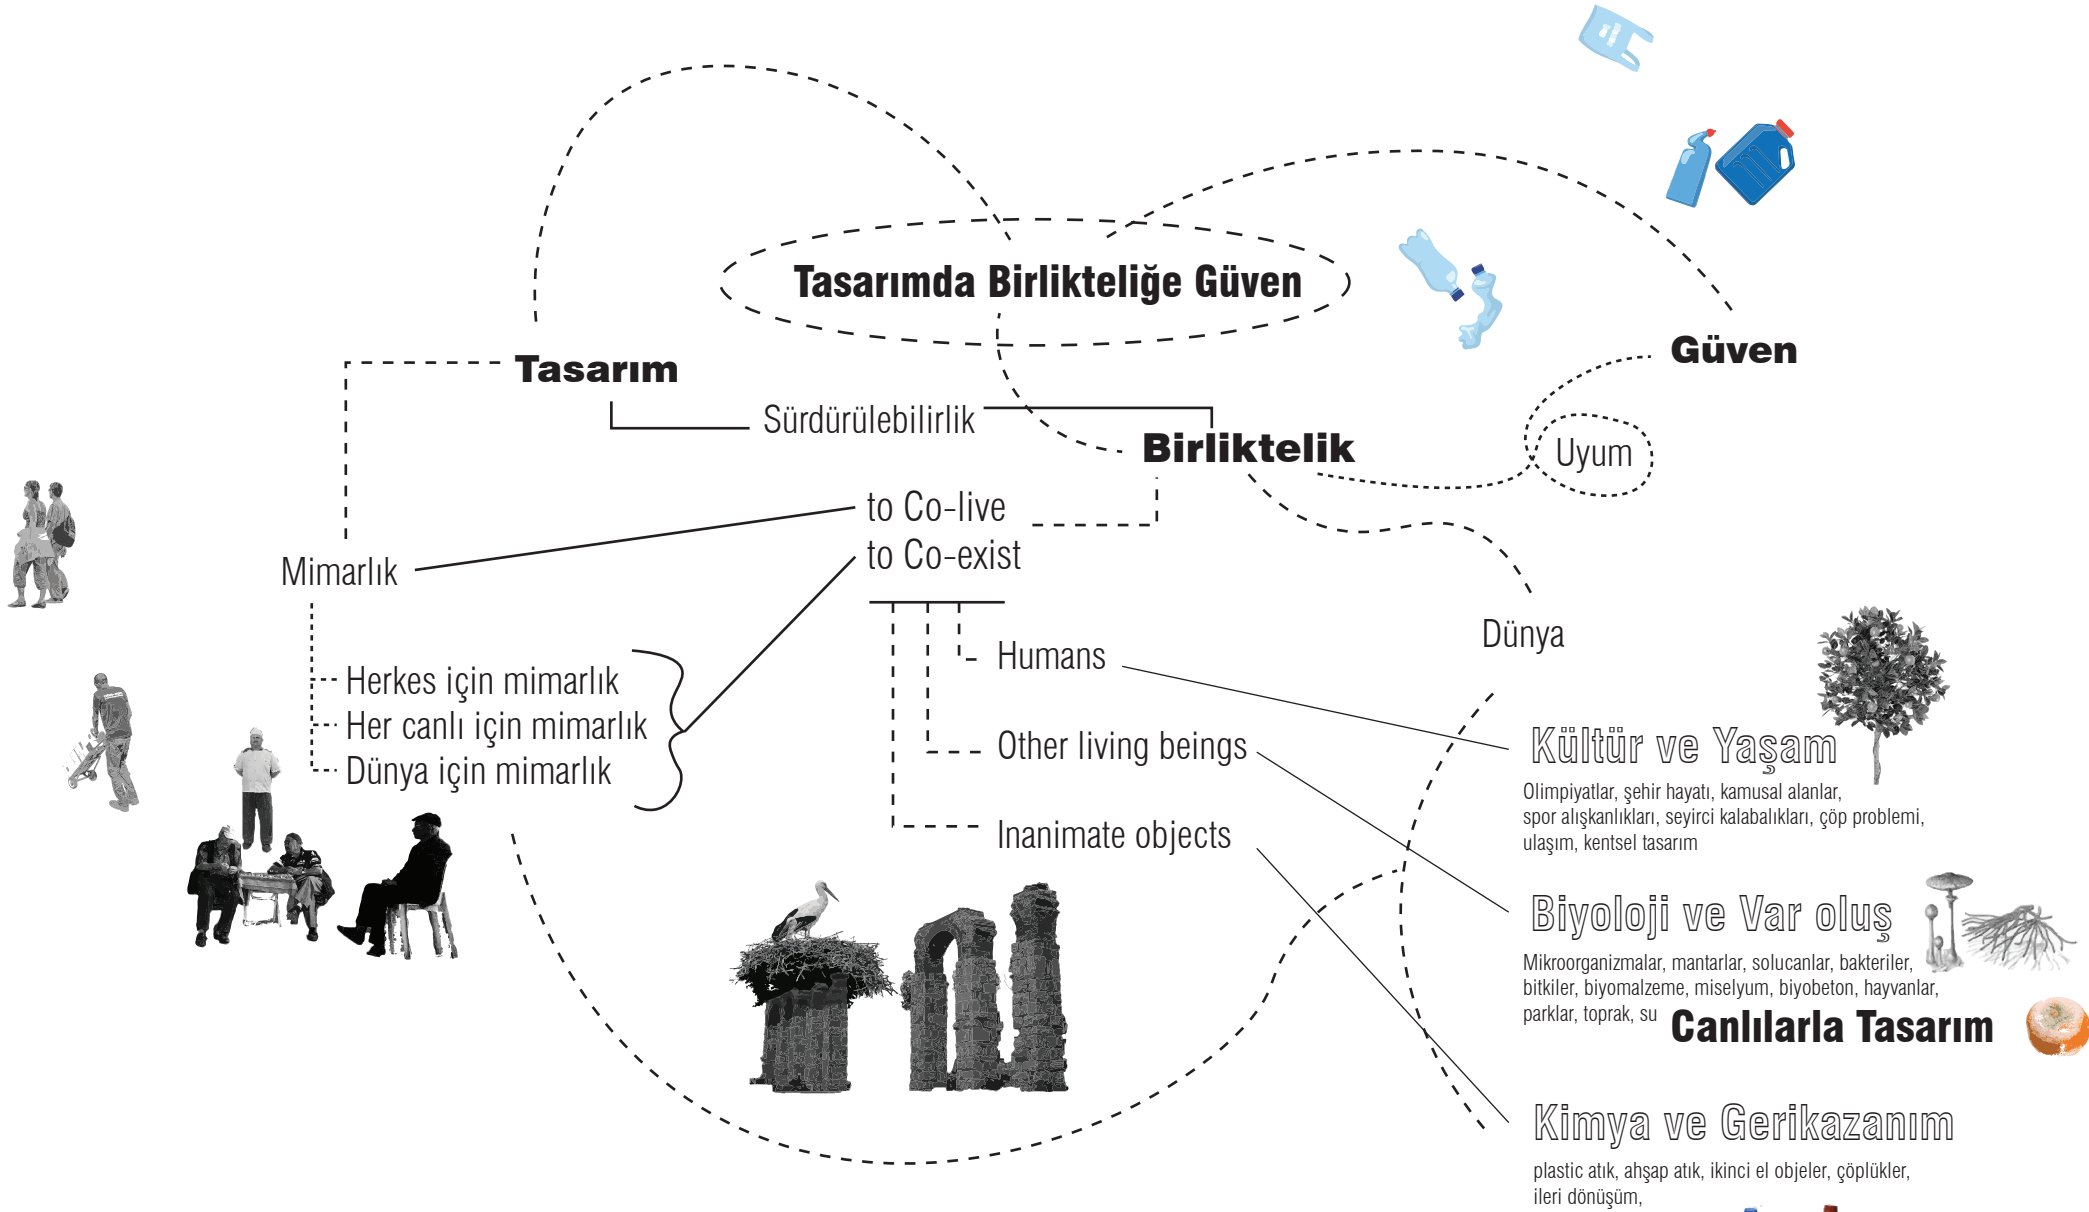 Tasarımda Birlikteliğe Güven
Tasarım
Güven
Sürdürülebilirlik
Birliktelik
Uyum
to Co-live
to Co-exist
Mimarlık
Herkes için mimarlık
Her canlı için mimarlık
Dünya için mimarlık
Humans
Other living beings
Inanimate objects
Dünya
Kültür ve Yaşam
Olimpiyatlar, şehir hayatı, kamusal alanlar,
spor alışkanlıkları, seyirci kalabalıkları, çöp problemi,
ulaşım, kentsel tasarım
Biyoloji ve Var oluş
Mikroorganizmalar, mantarlar, solucanlar, bakteriler,
bitkiler, biyomalzeme, miselyum, biyobeton, hayvanlar,
parklar, toprak, su
Canlılarla Tasarım
Kimya ve Gerikazanım
plastic atık, ahşap atık, ikinci el objeler, çöplükler,
ileri dönüşüm,